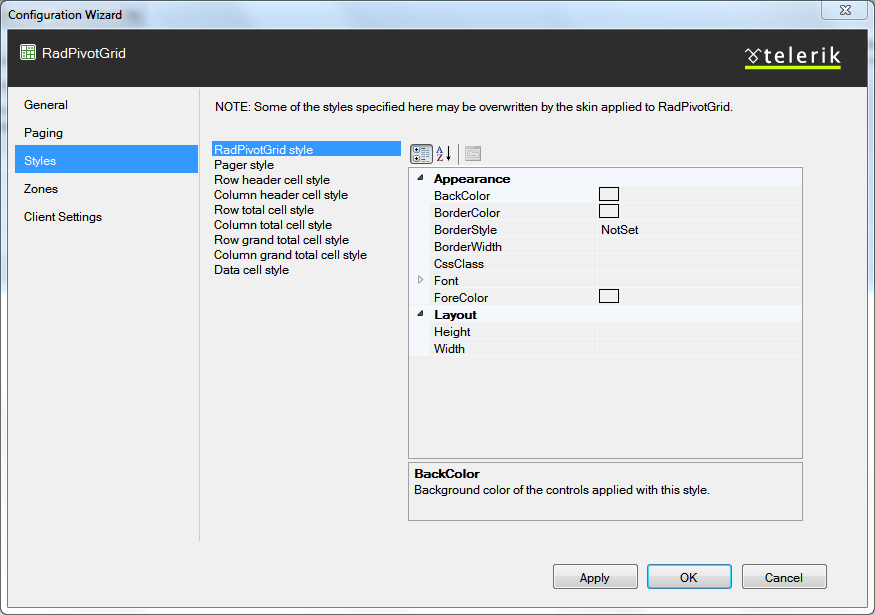 Configuration Wizard
RadPivotGrid
telerik
General
Paging
Styles
Zones
Client Settings
NOTE: Some of the styles specified here may be overwritten by the skin applied to RadPivotGrid.
RadPivotGrid style
Pager style
Row header cell style
Column header cell style
Row total cell style
Column total cell style
Row grand total cell style
Column grand total cell style
Data cell style
A
Z
Appearance
BackColor
BorderColor
BorderStyle NotSet
BorderWidth
CssClass
Font
ForeColor
Layout
Height
Width
BackColor
Background color of the controls applied with this style.
Apply OK Cancel